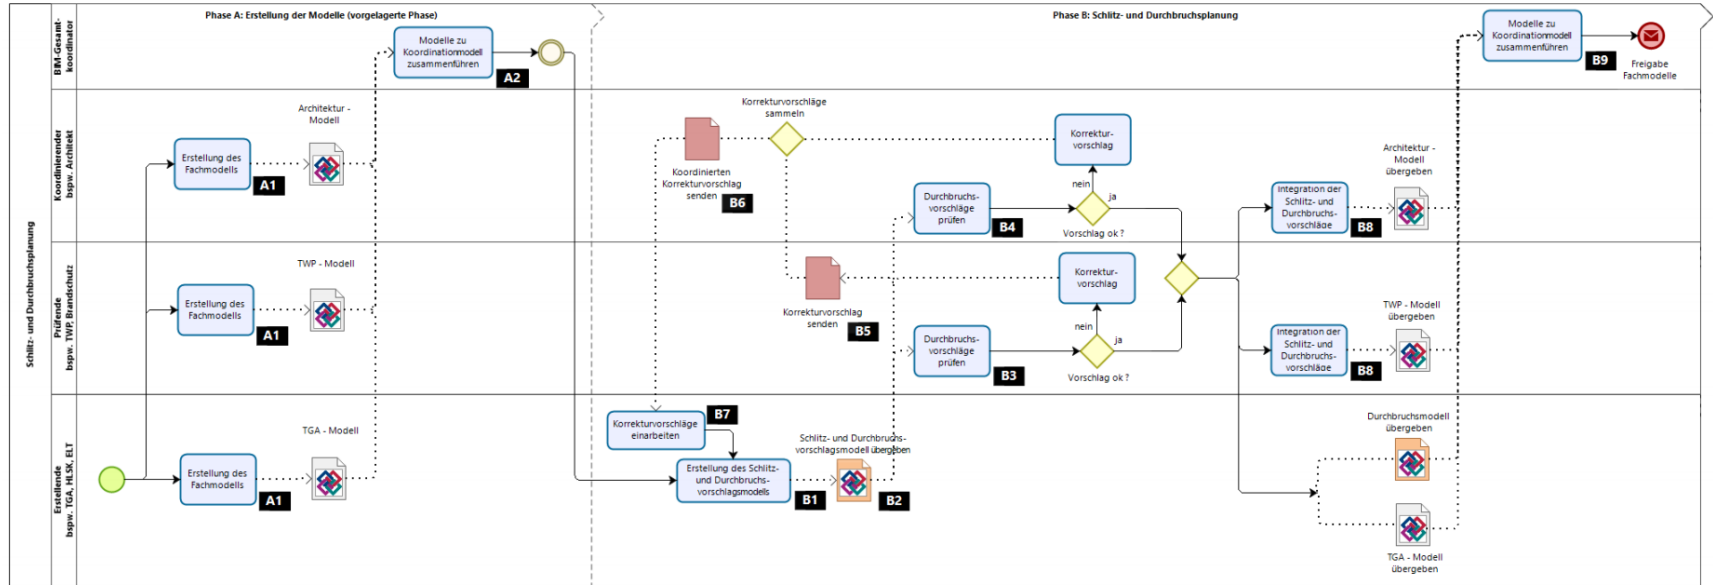 Phase A: Erstellung der Modelle (vorgelagerte Phase)
Phase B: Schlitz- und Durchbruchsplanung
Schlitz- und Durchbruchsplanung
BIM-Gesamt-
koordinator
Modelle zu
Koordinationmodell
zusammenführen
A2
Modelle zu
Koordinationmodell
zusammenführen
B9
Freigabe
Fachmodelle
Koordinierender
bspw. Architekt
Erstellung des
Fachmodells
A1
Architektur -
Modell
Korrekturvorschläge
sammeln
Koordinierten
Korrekturvorschlag
senden
B6
Korrektur-
vorschlag
nein
ja
Durchbruchs-
vorschläge
prüfen
B4
Vorschlag ok ?
Integration der
Schlitz- und
Durchbruchs-
vorschläge
B8
Architektur -
Modell
übergeben
Prüfende
bspw. TWP, Brandschutz
Erstellung des
Fachmodells
A1
TWP - Modell
Korrekturvorschlag
senden
B5
Korrektur-
vorschlag
nein
ja
Durchbruchs-
vorschläge
prüfen
B3
Vorschlag ok ?
Integration der
Schlitz- und
Durchbruchs-
vorschläge
B8
TWP - Modell
übergeben
Erstellende
bspw. TGA, HLSK, ELT
Erstellung des
Fachmodells
A1
TGA - Modell
Korrekturvorschläge
einarbeiten
B7
Erstellung des Schlitz-
und Durchbruchs-
vorschlagsmodells
B1
Schlitz- und Durchbruchs-
vorschlagsmodell übergeben
B2
Durchbruchsmodell
übergeben
TGA - Modell
übergeben